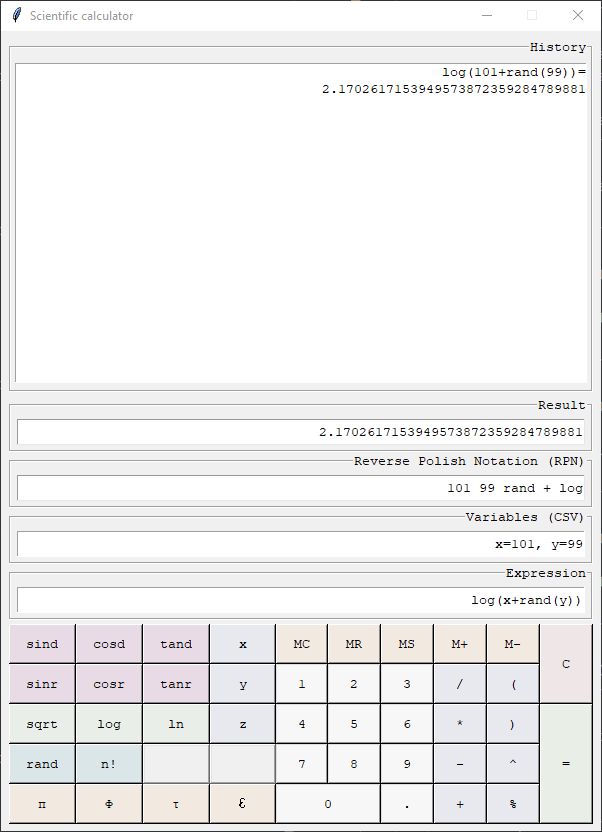 Scientific calculator
History
log(101+rand(99))=
2.1702617153949573872359284789881
Result
2.1702617153949573872359284789881
Reverse Polish Notation (RPN)
101 99 rand + log
Variables (CSV)
x=101, y=99
Expression
log(x+rand(y))
sind cosd tand x MC MR MS M+ M- C
sinr cosr tanr y 1 2 3 / (
sqrt log ln z 4 5 6 * )
rand n! 7 8 9 - ^ =
π Φ τ ℇ 0 . + %